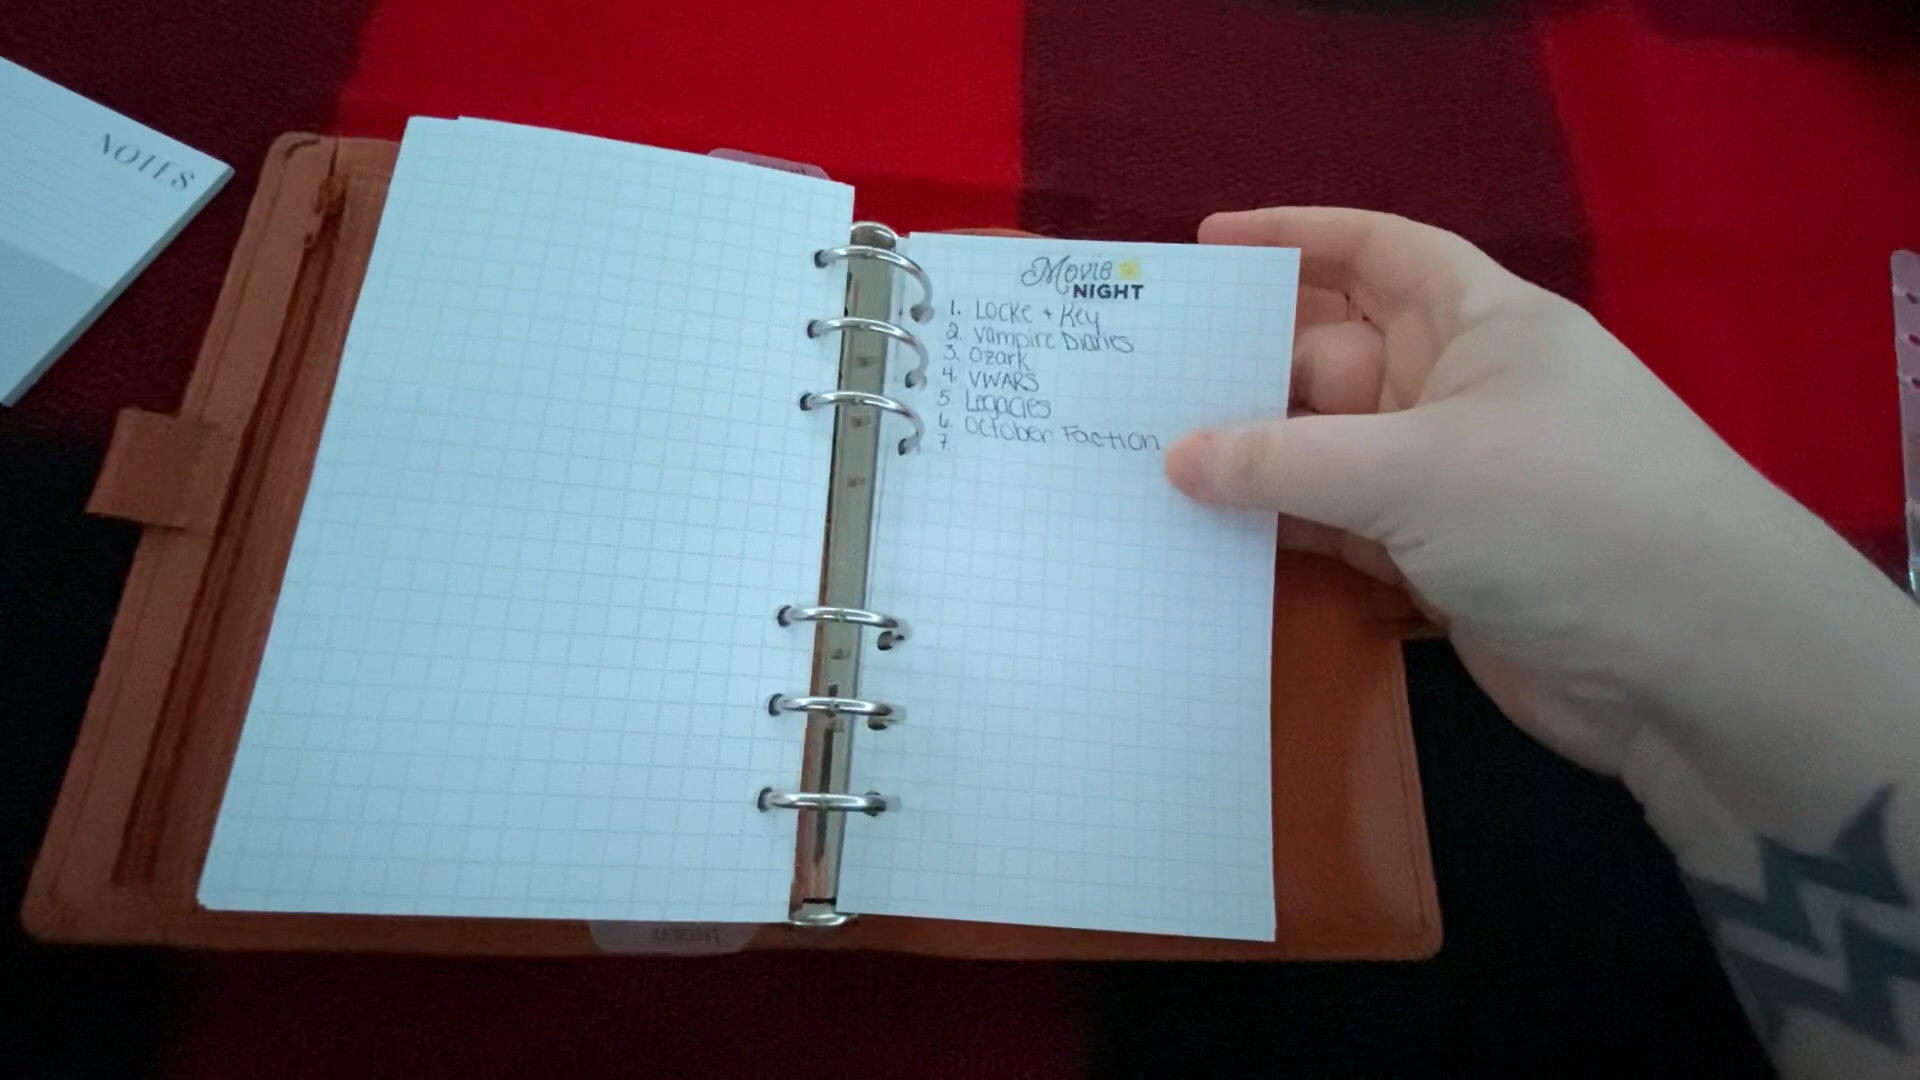 NOTES
Movie
NIGHT
1. Locke + Key
2. Vampire Diaries
3. Ozark
4. VWARS
5. Legacies
6. October Faction
7.